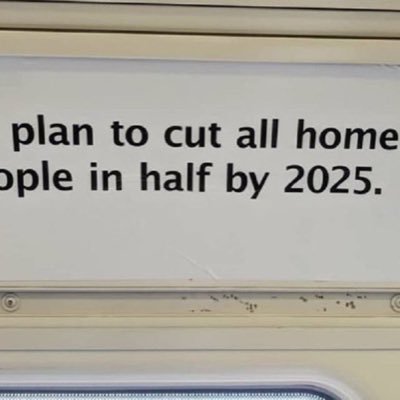 plan to cut all home
ople in half by 2025.